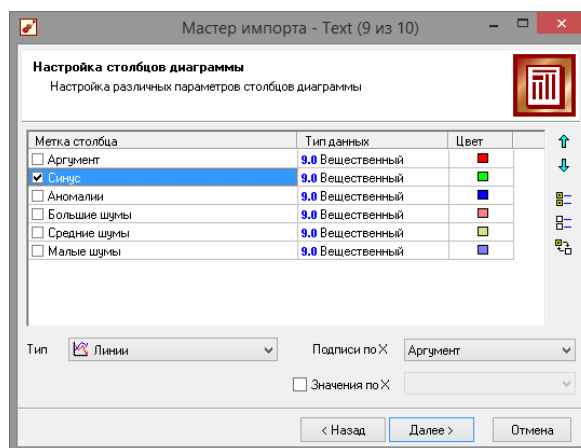 Мастер импорта - Text (9 из 10)
Настройка столбцов диаграммы
Настройка различных параметров столбцов диаграммы
Метка столбца Тип данных Цвет
Аргумент 9.0 Вещественный
Синус 9.0 Вещественный
Аномалии 9.0 Вещественный
Большие шумы 9.0 Вещественный
Средние шумы 9.0 Вещественный
Малые шумы 9.0 Вещественный
Тип Линии Подписи по X Аргумент
Значения по X
< Назад Далее > Отмена